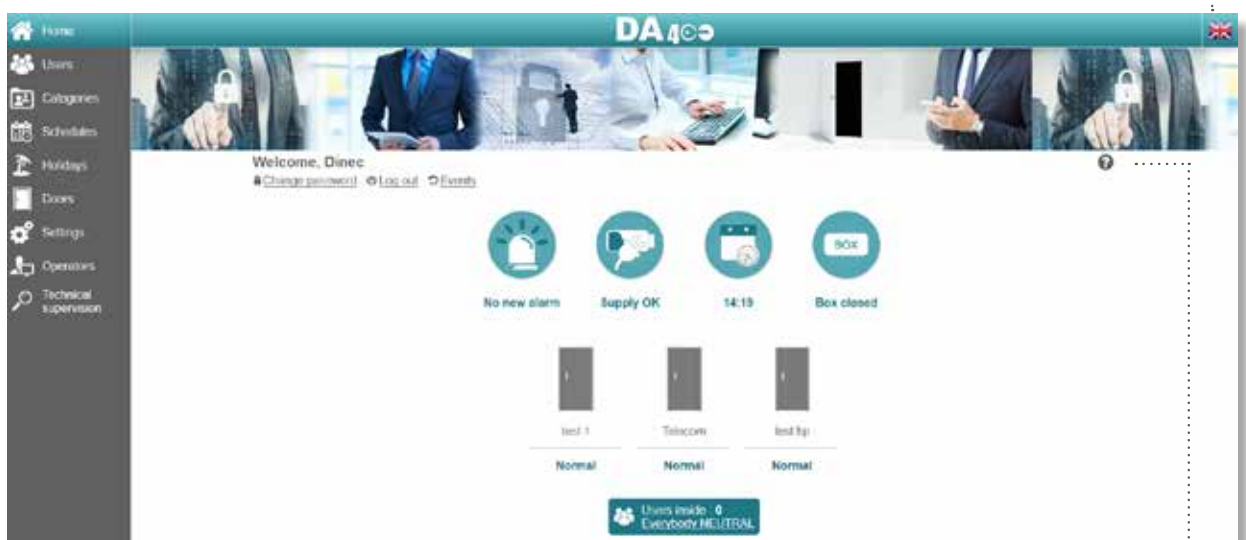 Home
DA400
Users
Categories
Schedules
Holidays
Doors
Settings
Operators
Technical
supervision
Welcome, Dinec
?
Change password Log out Events
BOX
No new alarm Supply OK 14:19 Box closed
test 1 Telecom test hp
Normal Normal Normal
Users inside 0
Everybody NEUTRAL